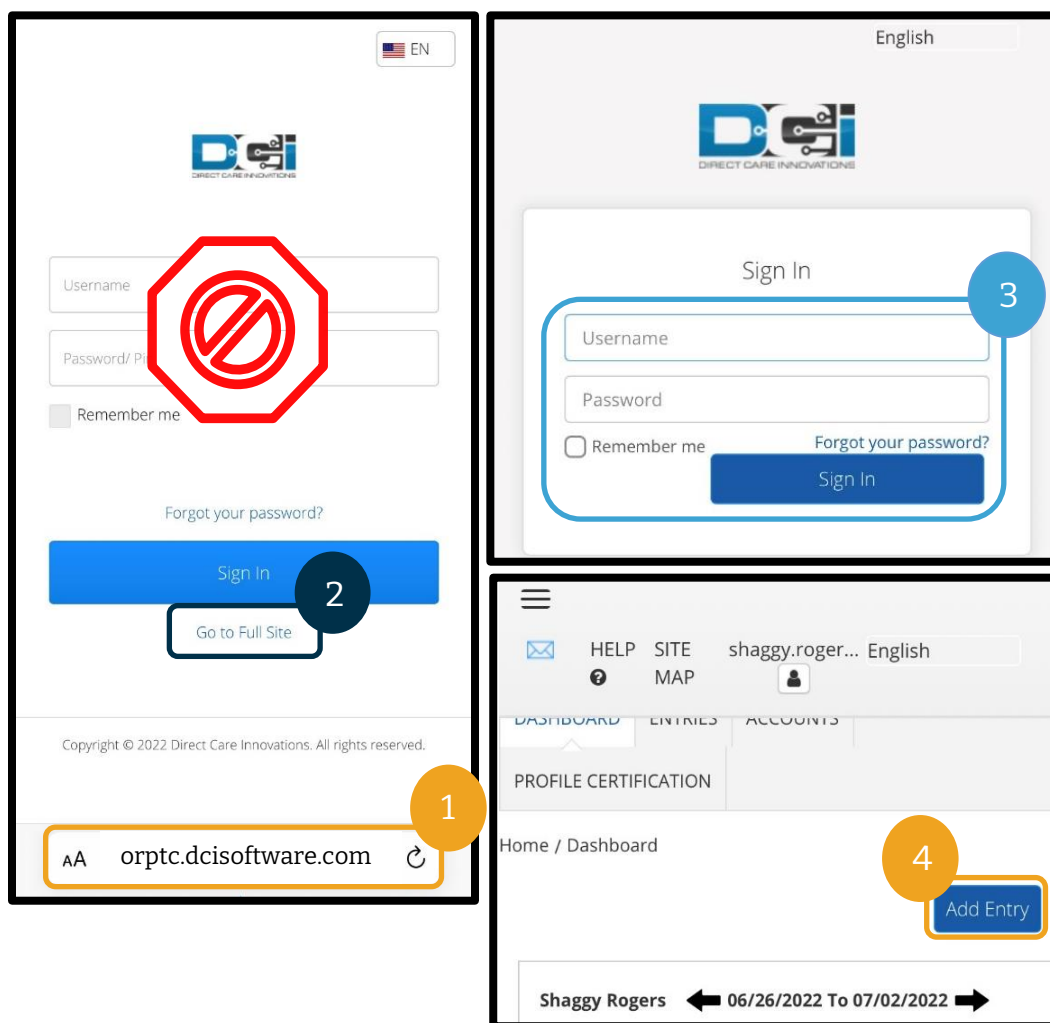 EN
DCi
DIRECT CARE INNOVATIONS
Username
Password/ Pi
Remember me
Forgot your password?
Sign In
2
Go to Full Site
Copyright © 2022 Direct Care Innovations. All rights reserved.
1
AA orptc.dcisoftware.com
English
DCi
DIRECT CARE INNOVATIONS
Sign In
3
Username
Password
Remember me Forgot your password?
Sign In
HELP SITE MAP shaggy.roger... English
DASHBOARD ENTRIES ACCOUNTS
PROFILE CERTIFICATION
Home / Dashboard
4
Add Entry
Shaggy Rogers 06/26/2022 To 07/02/2022